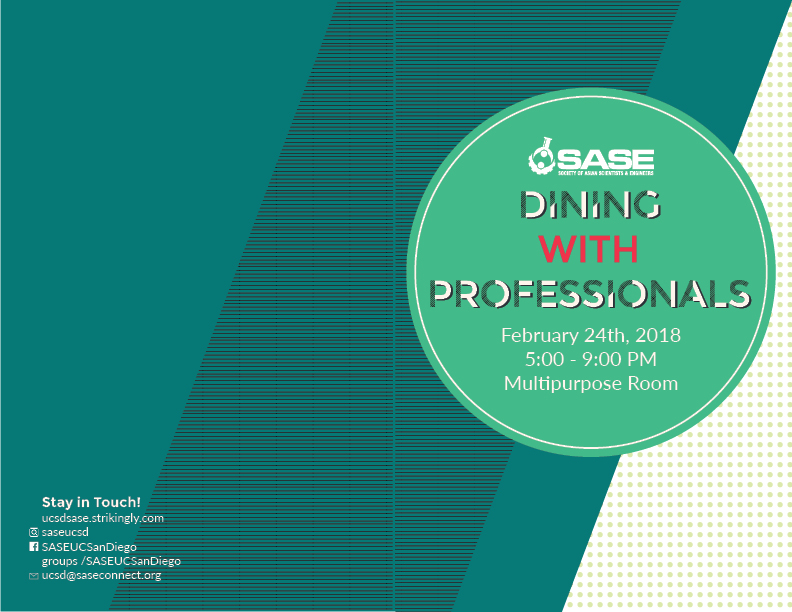 SASE
SOCIETY OF ASIAN SCIENTISTS & ENGINEERS
DINING
WITH
PROFESSIONALS
February 24th, 2018
5:00 - 9:00 PM
Multipurpose Room
Stay in Touch!
ucsdsase.strikingly.com
saseucsd
SASEUCSanDiego
groups /SASEUCSanDiego
ucsd@saseconnect.org